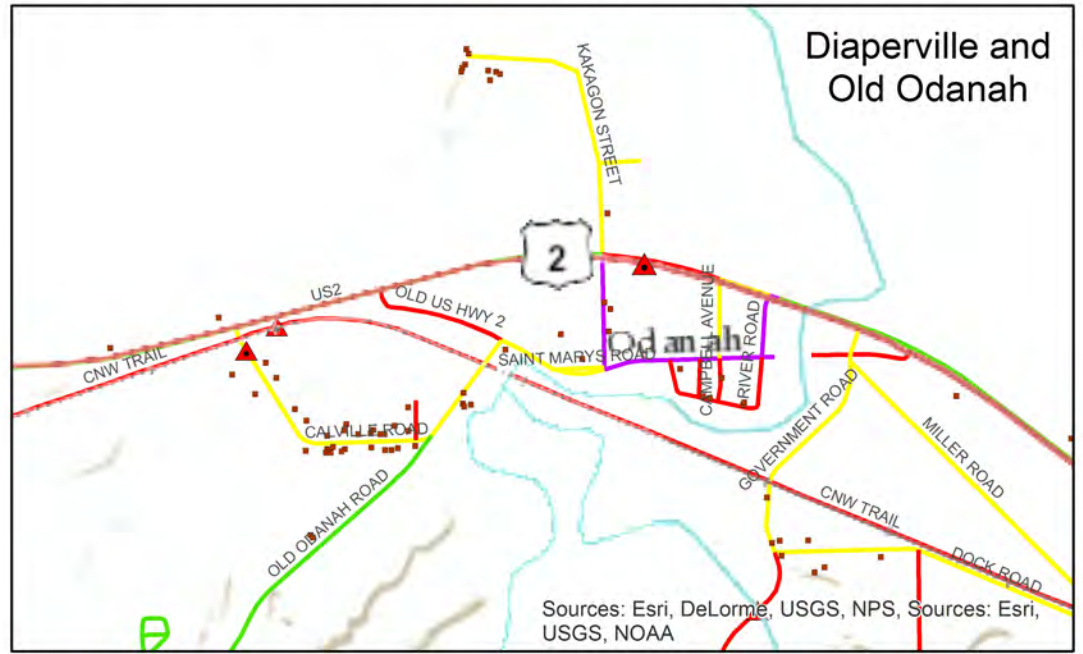 Diaperville and
Old Odanah
KAKAGON STREET
2
US2
OLD US HWY 2
CNW TRAIL
Odanah
SAINT MARYS ROAD
CAMPBELL AVENUE
RIVER ROAD
CALVILLE ROAD
GOVERNMENT ROAD
MILLER ROAD
OLD ODANAH ROAD
CNW TRAIL
DOCK ROAD
Sources: Esri, DeLorme, USGS, NPS, Sources: Esri,
USGS, NOAA